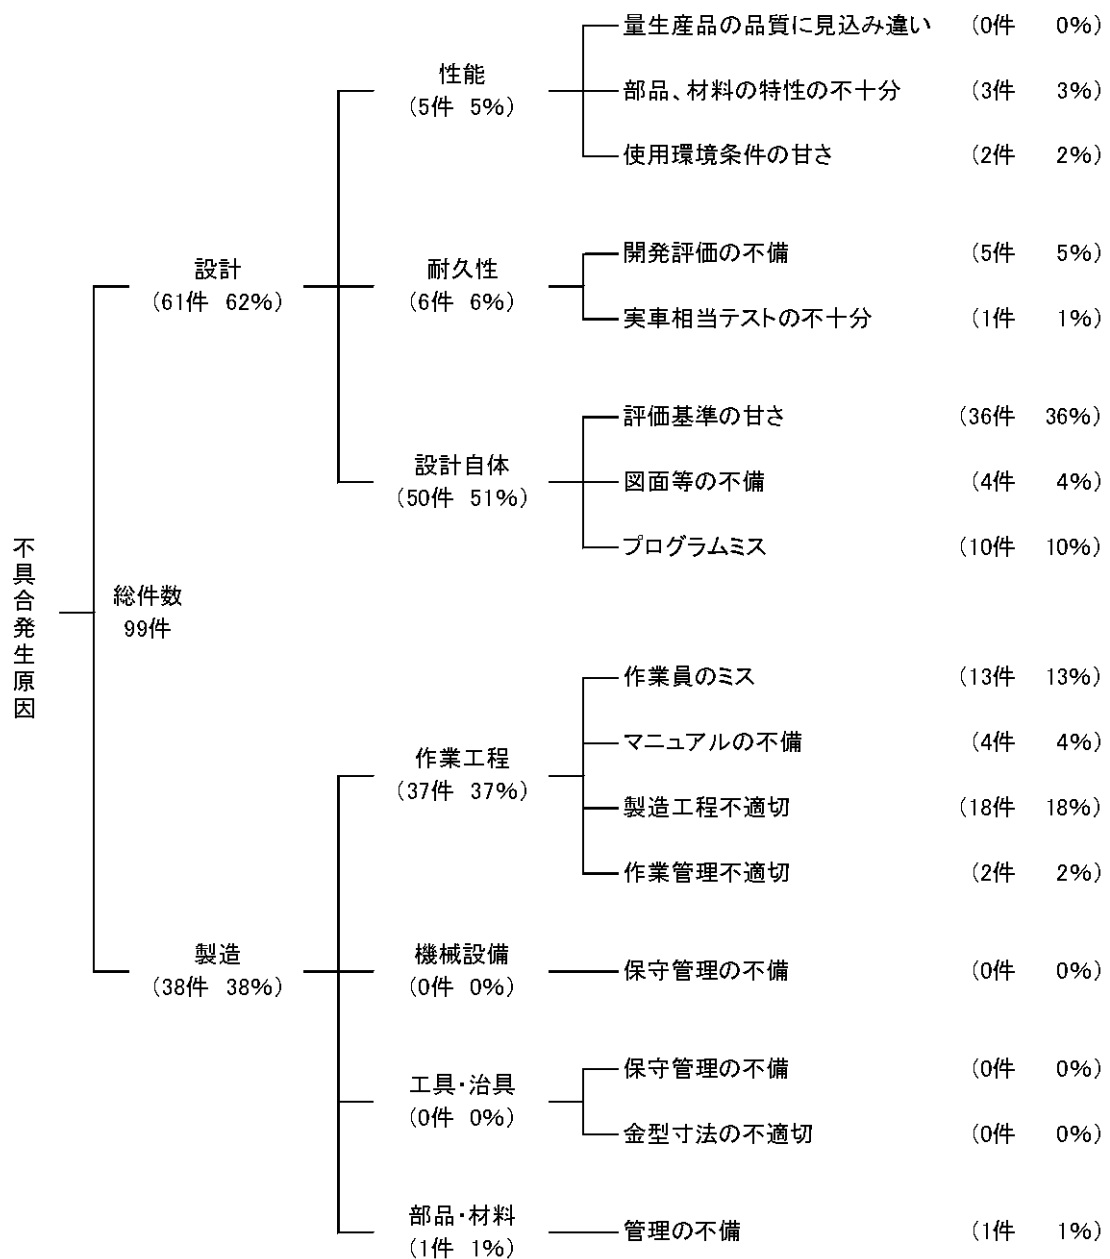 不具合発生原因
総件数
99件
設計
(61件 62%)
性能
(5件 5%)
量生産品の品質に見込み違い (0件 0%)
部品、材料の特性の不十分 (3件 3%)
使用環境条件の甘さ (2件 2%)
耐久性
(6件 6%)
開発評価の不備 (5件 5%)
実車相当テストの不十分 (1件 1%)
設計自体
(50件 51%)
評価基準の甘さ (36件 36%)
図面等の不備 (4件 4%)
プログラムミス (10件 10%)
製造
(38件 38%)
作業工程
(37件 37%)
作業員のミス (13件 13%)
マニュアルの不備 (4件 4%)
製造工程不適切 (18件 18%)
作業管理不適切 (2件 2%)
機械設備
(0件 0%)
保守管理の不備 (0件 0%)
工具・治具
(0件 0%)
保守管理の不備 (0件 0%)
金型寸法の不適切 (0件 0%)
部品・材料
(1件 1%)
管理の不備 (1件 1%)